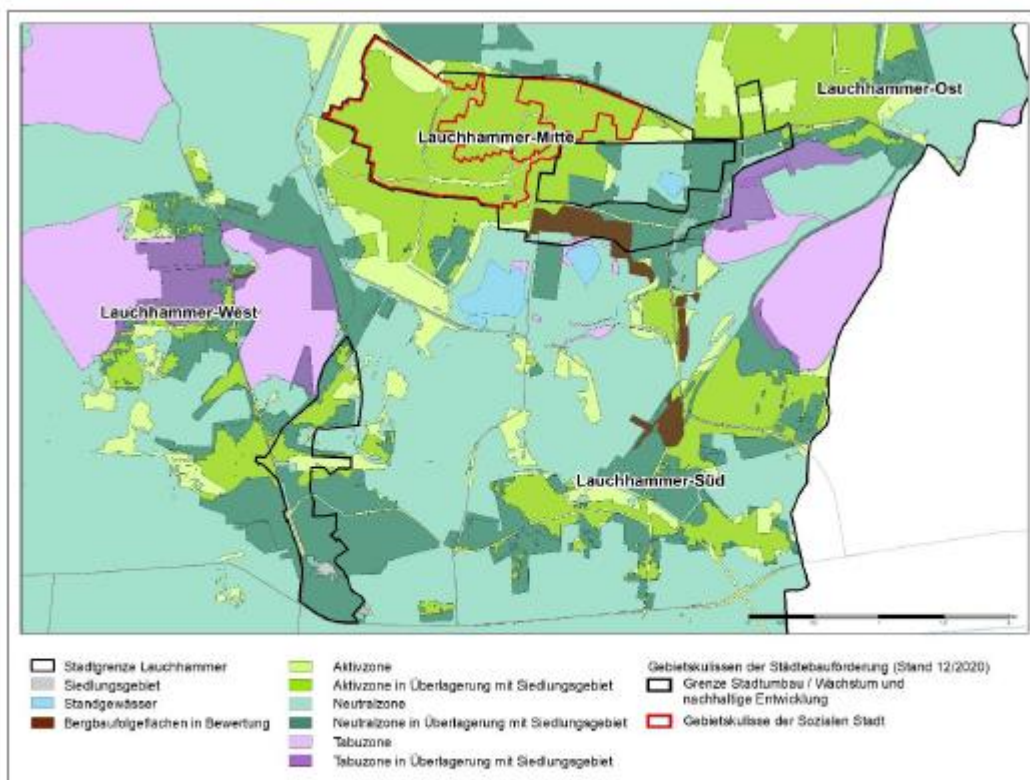 Lauchhammer-Ost
Lauchhammer-Mitte
Lauchhammer-West
Lauchhammer-Süd
Stadtgrenze Lauchhammer
Siedlungsgebiet
Standgewässer
Bergbaufolgeflächen in Bewertung
Aktivzone
Aktivzone in Überlagerung mit Siedlungsgebiet
Neutralzone
Neutralzone in Überlagerung mit Siedlungsgebiet
Tabuzone
Tabuzone in Überlagerung mit Siedlungsgebiet
Gebietskulissen der Städtebauförderung (Stand 12/2020)
Grenze Stadtumbau / Wachstum und
nachhaltige Entwicklung
Gebietskulisse der Sozialen Stadt